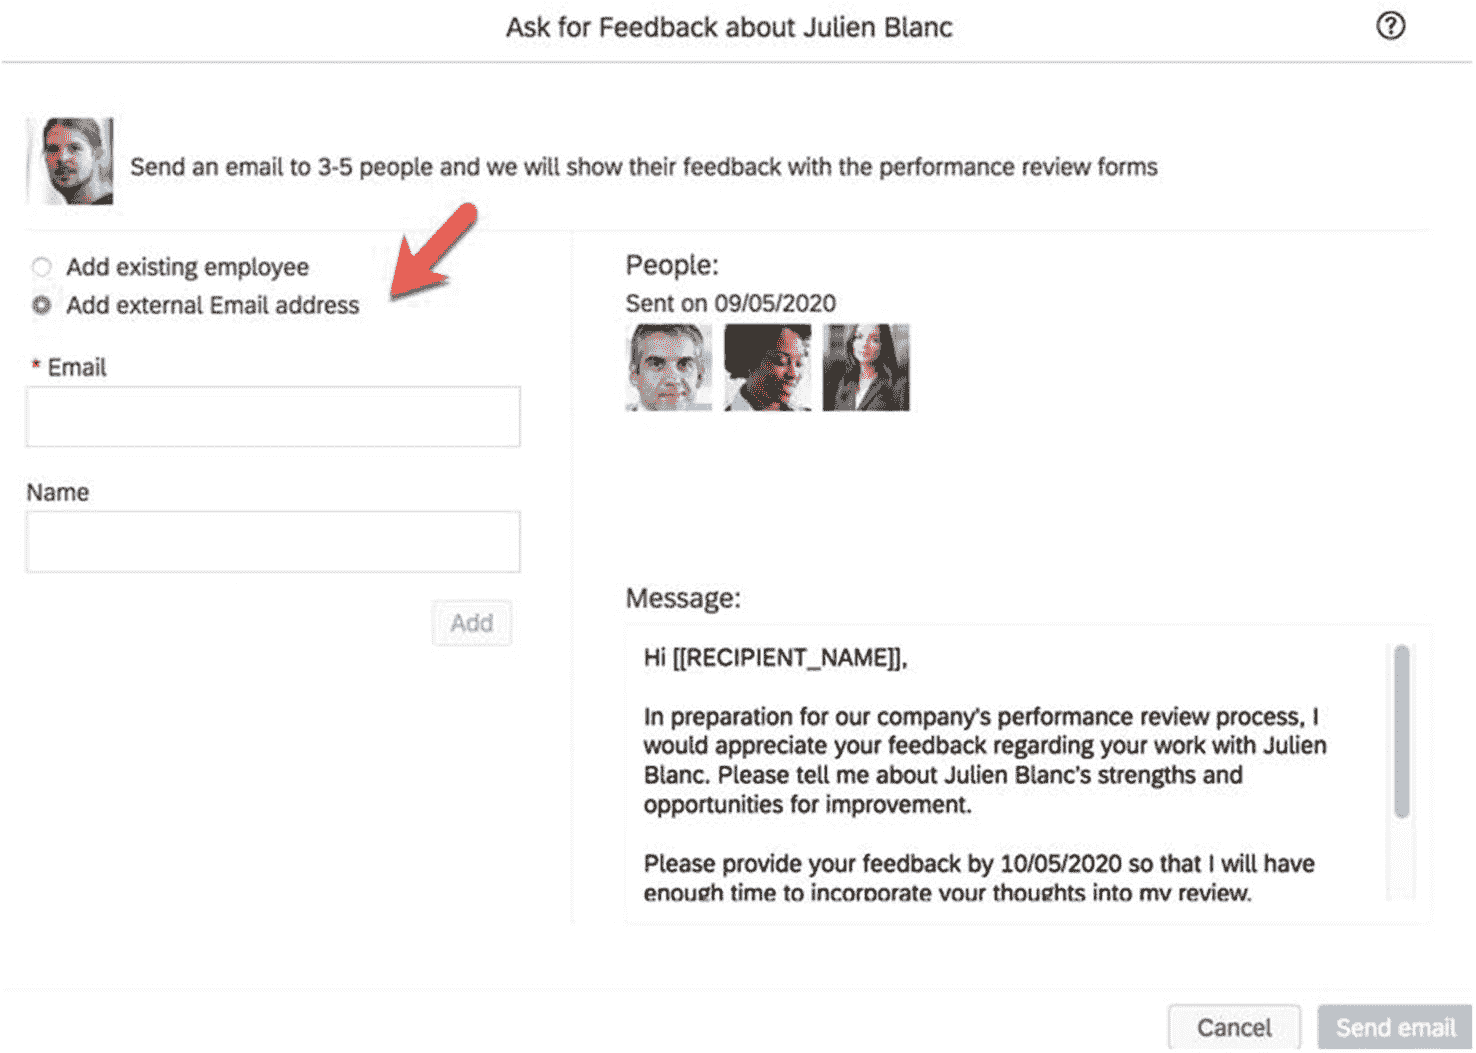 Ask for Feedback about Julien Blanc
?
Send an email to 3-5 people and we will show their feedback with the performance review forms
Add existing employee
Add external Email address
* Email
Name
Add
People:
Sent on 09/05/2020
Message:
Hi [[RECIPIENT_NAME]],
In preparation for our company's performance review process, I
would appreciate your feedback regarding your work with Julien
Blanc. Please tell me about Julien Blanc's strengths and
opportunities for improvement.
Please provide your feedback by 10/05/2020 so that I will have
enough time to incorporate your thoughts into my review.
Cancel
Send email